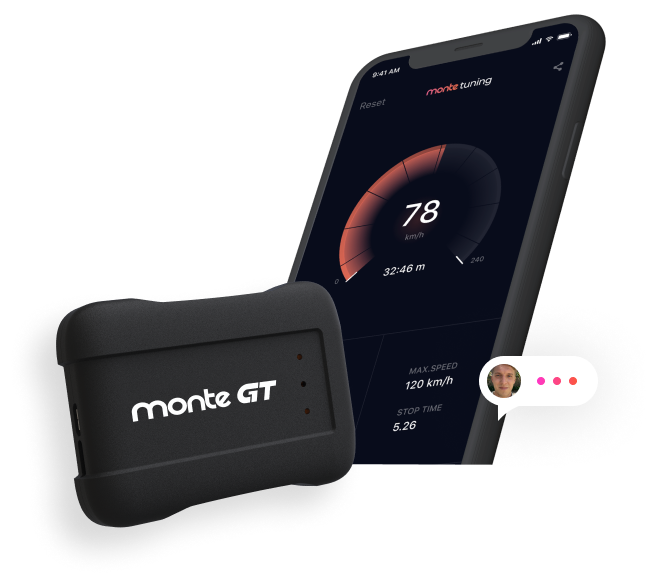 9:41 AM
Reset
monte tuning
78
km/h
32:46 m
0
240
MAX.SPEED
120 km/h
STOP TIME
5.26
monte GT